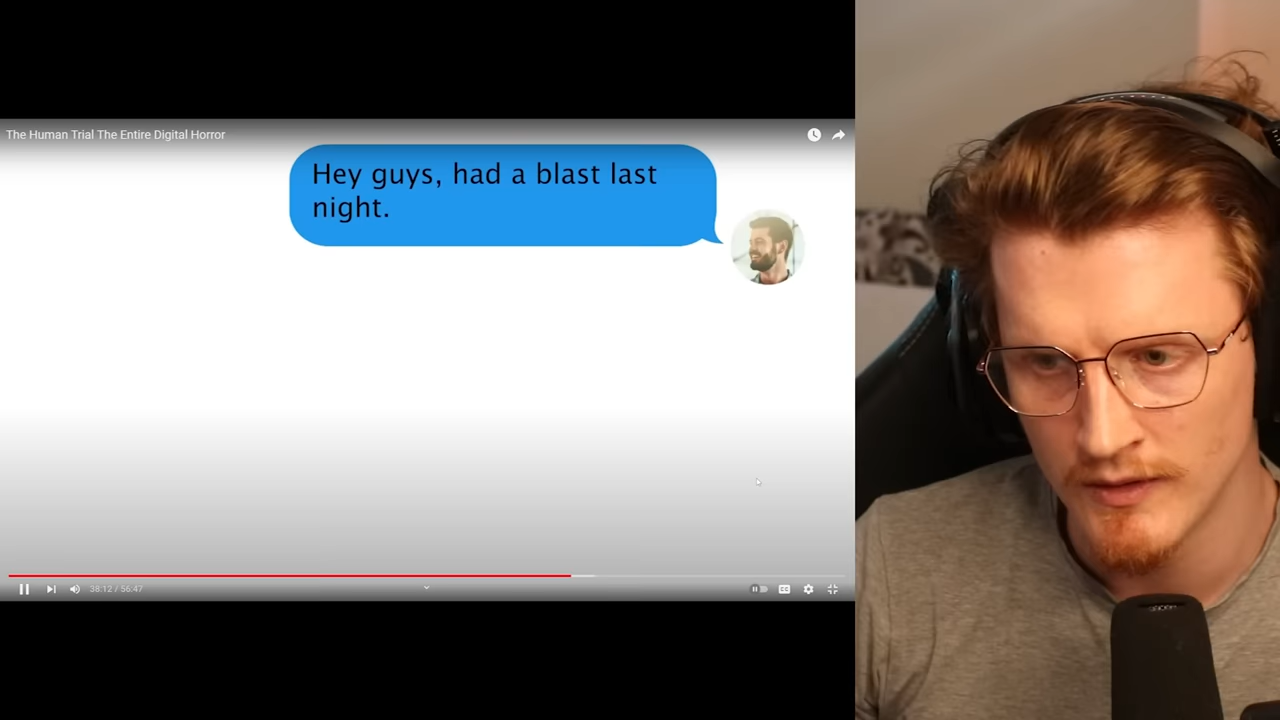 The Human Trial The Entire Digital Horror
Hey guys, had a blast last
night.
38:12 / 56:47